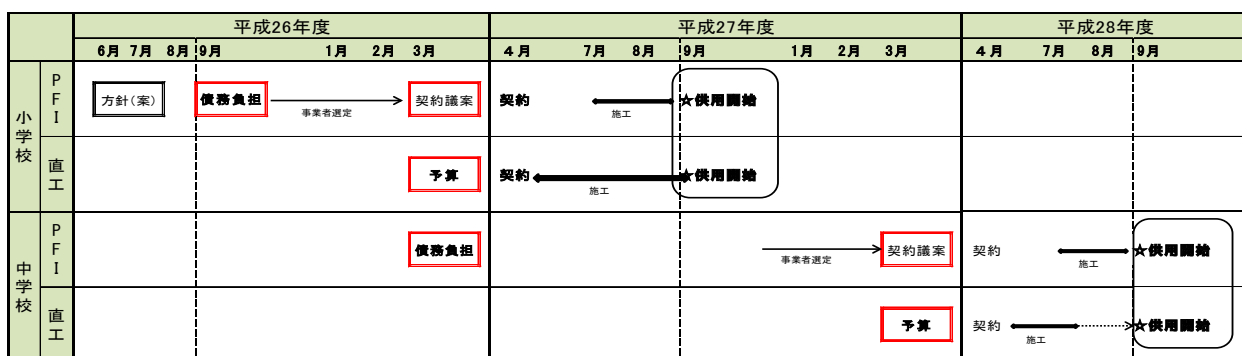 平成26年度 平成27年度 平成28年度
6月 7月 8月 9月 1月 2月 3月 4月 7月 8月 9月 1月 2月 3月 4月 7月 8月 9月
小学校
PFI
方針(案) 債務負担 事業者選定 契約議案 契約 施工 ☆供用開始
直工
予算 契約 施工 ☆供用開始
中学校
PFI
債務負担 事業者選定 契約議案 契約 施工 ☆供用開始
直工
予算 契約 施工 ☆供用開始